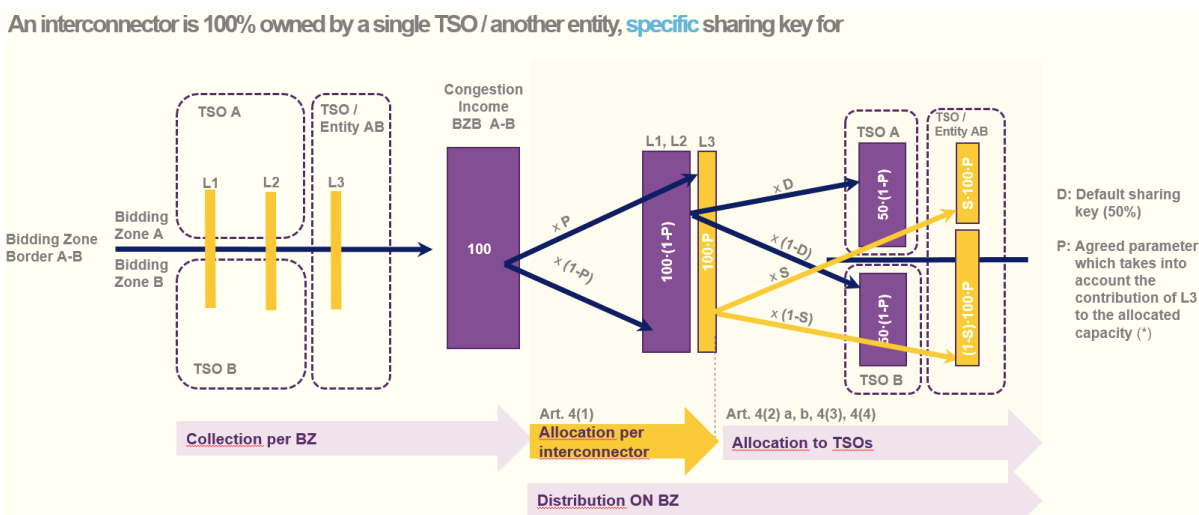 An interconnector is 100% owned by a single TSO / another entity, specific sharing key for
TSO A
TSO /
Entity AB
L1
L2
L3
Bidding
Zone A
Bidding Zone
Border A-B
Bidding
Zone B
TSO B
Congestion
Income
BZB A-B
100
x P
x (1-P)
L1, L2
L3
100·(1-P)
100·P
x D
x (1-D)
x S
x (1-S)
TSO A
50·(1-P)
50·(1-P)
TSO B
TSO /
Entity AB
S·100·P
(1-S)·100·P
D: Default sharing
key (50%)
P: Agreed parameter
which takes into
account the
contribution of L3
to the allocated
capacity (*)
Collection per BZ
Art. 4(1)
Allocation per
interconnector
Art. 4(2) a, b, 4(3), 4(4)
Allocation to TSOs
Distribution ON BZ